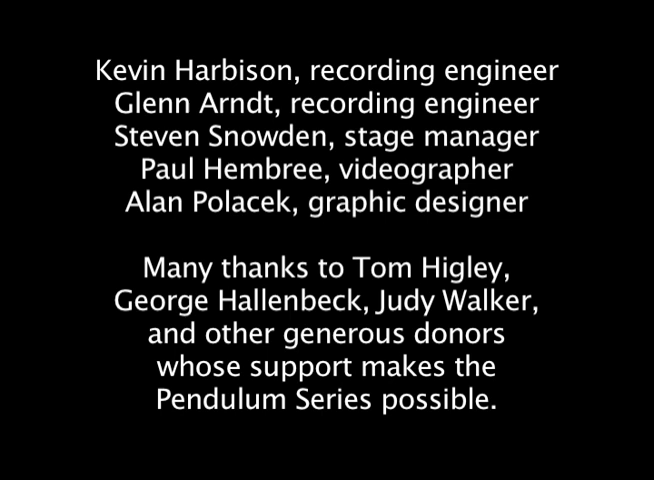 Kevin Harbison, recording engineer
Glenn Arndt, recording engineer
Steven Snowden, stage manager
Paul Hembree, videographer
Alan Polacek, graphic designer
Many thanks to Tom Higley,
George Hallenbeck, Judy Walker,
and other generous donors
whose support makes the
Pendulum Series possible.